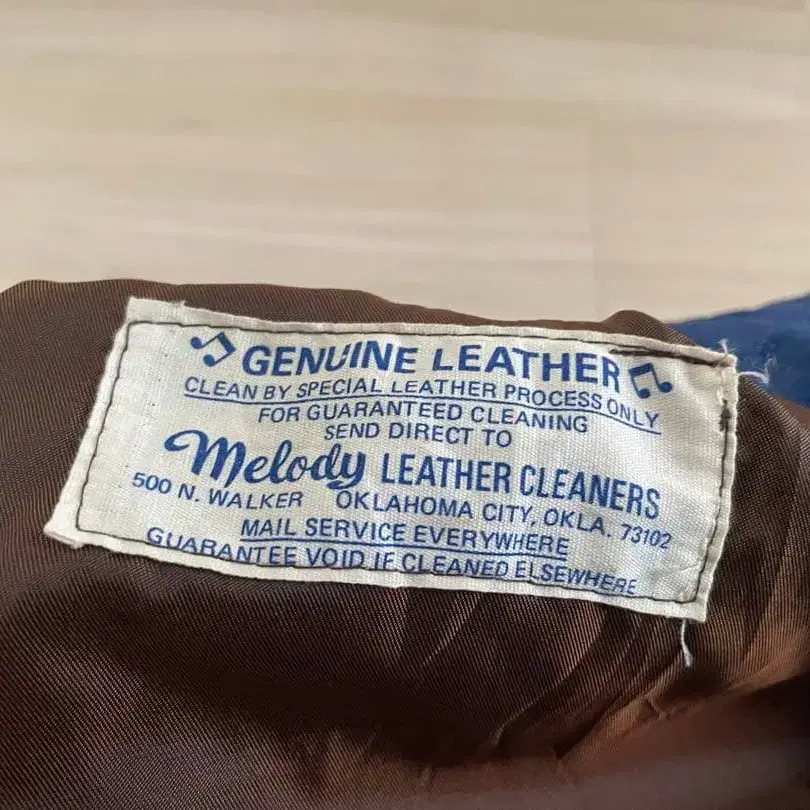 GENUINE LEATHER
CLEAN BY SPECIAL LEATHER PROCESS ONLY
FOR GUARANTEED CLEANING
SEND DIRECT TO
Melody LEATHER CLEANERS
500 N. WALKER OKLAHOMA CITY, OKLA. 73102
MAIL SERVICE EVERYWHERE
GUARANTEE VOID IF CLEANED ELSEWHERE